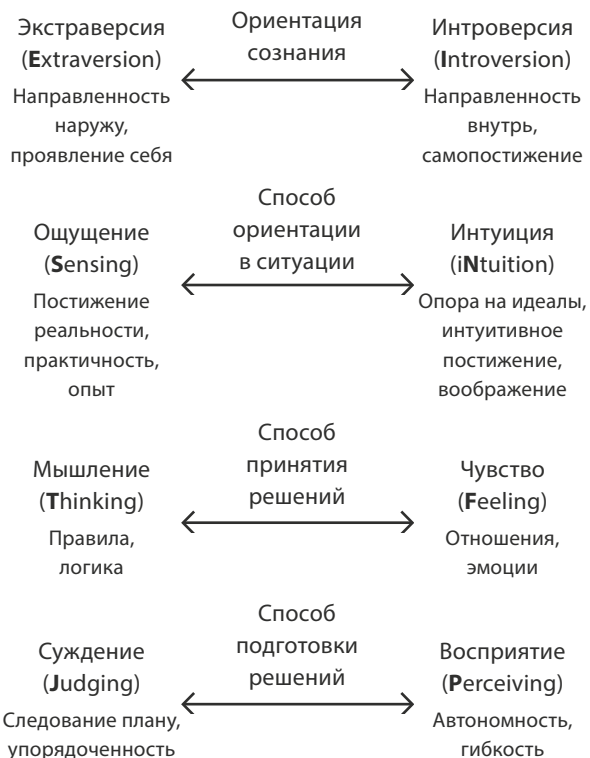 Экстраверсия
(Extraversion)
Направленность
наружу,
проявление себя
Ориентация
сознания
Интроверсия
(Introversion)
Направленность
внутрь,
самопостижение
Ощущение
(Sensing)
Постижение
реальности,
практичность,
опыт
Способ
ориентации
в ситуации
Интуиция
(iNtuition)
Опора на идеалы,
интуитивное
постижение,
воображение
Мышление
(Thinking)
Правила,
логика
Способ
принятия
решений
Чувство
(Feeling)
Отношения,
эмоции
Суждение
(Judging)
Следование плану,
упорядоченность
Способ
подготовки
решений
Восприятие
(Perceiving)
Автономность,
гибкость